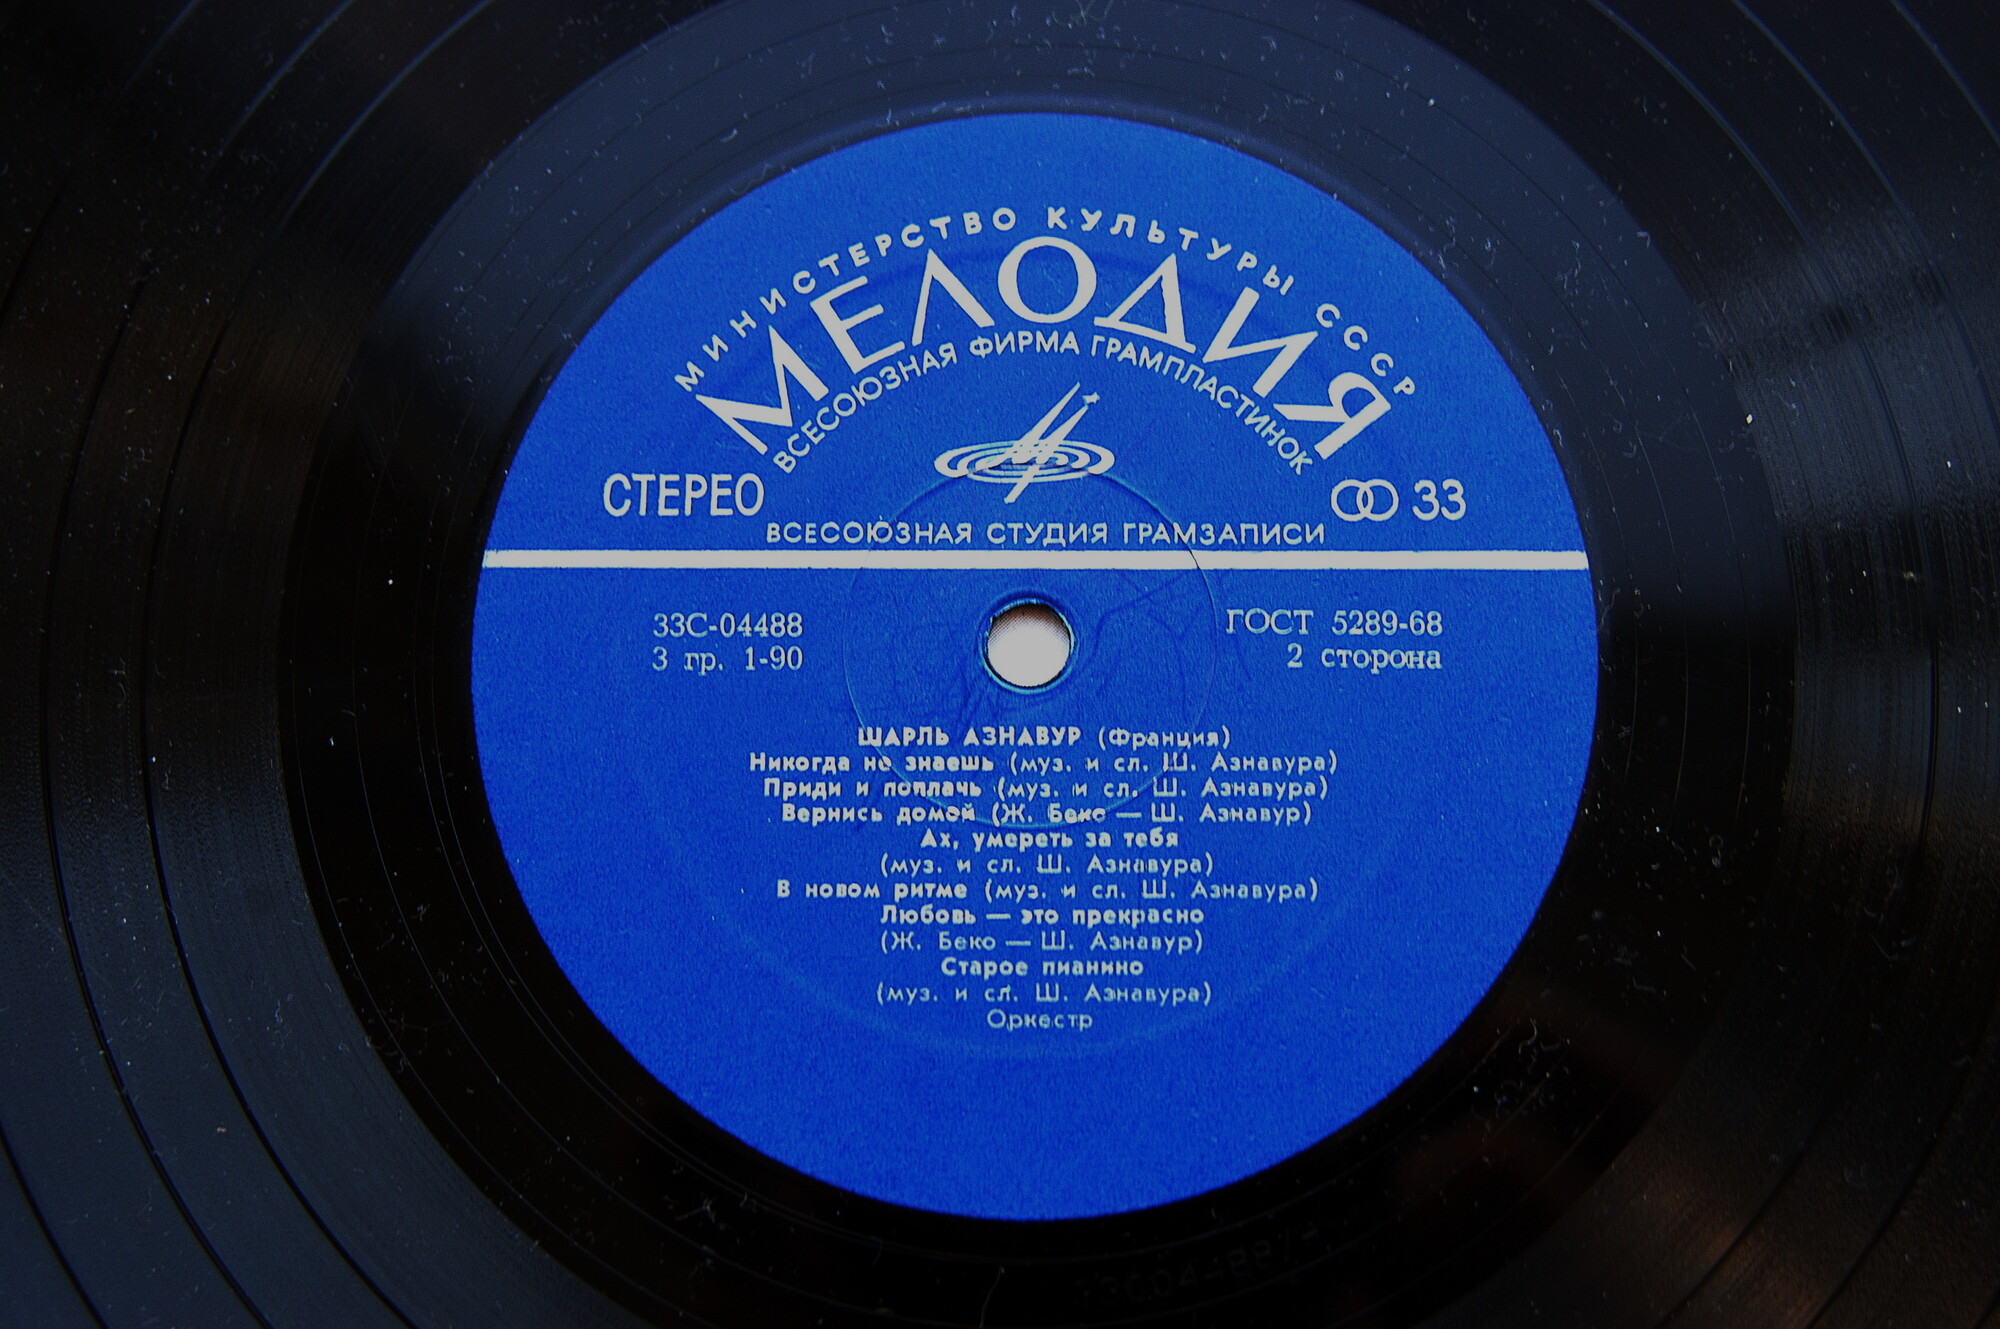 МИНИСТЕРСТВО КУЛЬТУРЫ СССР
МЕЛОДИЯ
ВСЕСОЮЗНАЯ ФИРМА ГРАМПЛАСТИНОК
СТЕРЕО
33
ВСЕСОЮЗНАЯ СТУДИЯ ГРАМЗАПИСИ
33С-04488
ГОСТ 5289-68
3 гр. 1-90
2 сторона
ШАРЛЬ АЗНАВУР (Франция)
Никогда не знаешь (муз. и сл. Ш. Азнавура)
Приди и поплачь (муз. и сл. Ш. Азнавура)
Вернись домой (Ж. Беко — Ш. Азнавур)
Ах, умереть за тебя
(муз. и сл. Ш. Азнавура)
В новом ритме (муз. и сл. Ш. Азнавура)
Любовь — это прекрасно
(Ж. Беко — Ш. Азнавур)
Старое пианино
(муз. и сл. Ш. Азнавура)
Оркестр